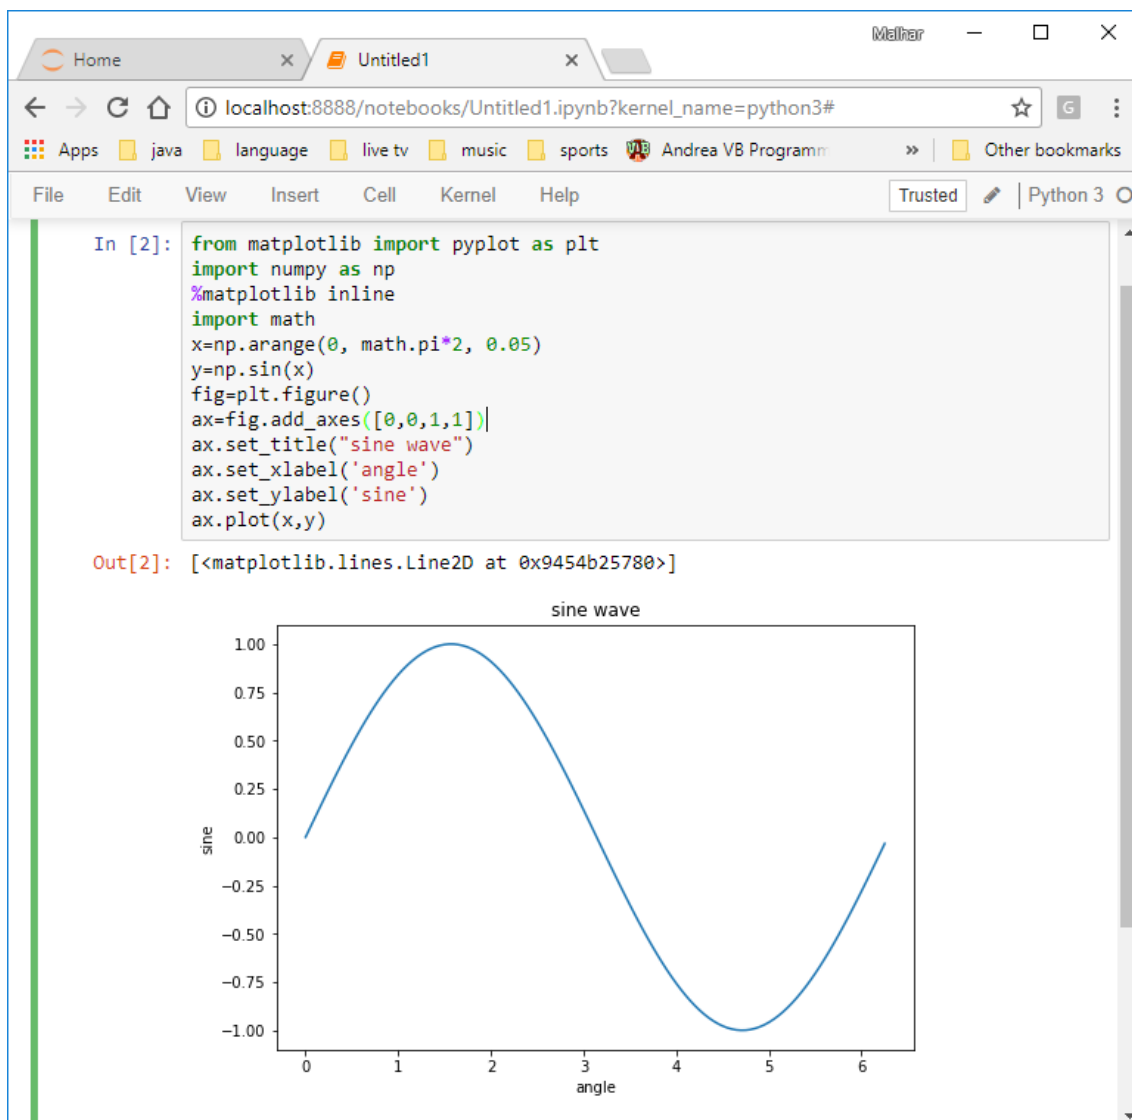 Malhar
Home
Untitled1
localhost:8888/notebooks/Untitled1.ipynb?kernel_name=python3#
G
Apps java language live tv music sports Andrea VB Programm » Other bookmarks
File Edit View Insert Cell Kernel Help Trusted Python 3
In [2]: from matplotlib import pyplot as plt
import numpy as np
%matplotlib inline
import math
x=np.arange(0, math.pi*2, 0.05)
y=np.sin(x)
fig=plt.figure()
ax=fig.add_axes([0,0,1,1])
ax.set_title("sine wave")
ax.set_xlabel('angle')
ax.set_ylabel('sine')
ax.plot(x,y)
Out[2]: [<matplotlib.lines.Line2D at 0x9454b25780>]
sine wave
1.00
0.75
0.50
0.25
0.00
−0.25
−0.50
−0.75
−1.00
sine
0 1 2 3 4 5 6
angle